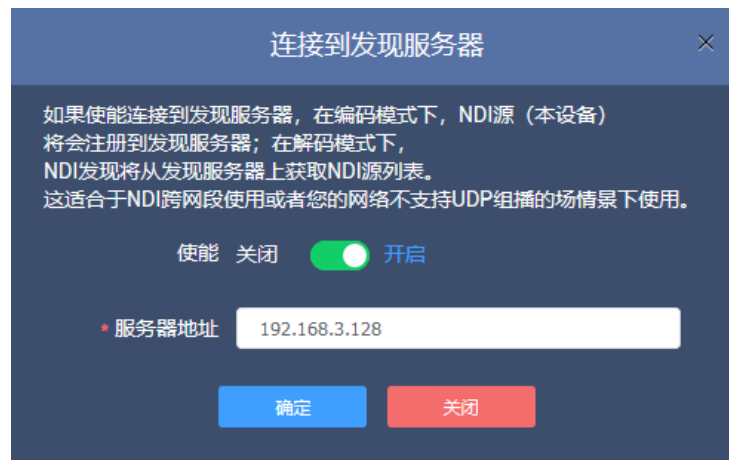 连接到发现服务器
如果使能连接到发现服务器，在编码模式下，NDI源（本设备）
将会注册到发现服务器；在解码模式下，
NDI发现将从发现服务器上获取NDI源列表。
这适合于NDI跨网段使用或者您的网络不支持UDP组播的场情景下使用。
使能 关闭 开启
* 服务器地址 192.168.3.128
确定 关闭